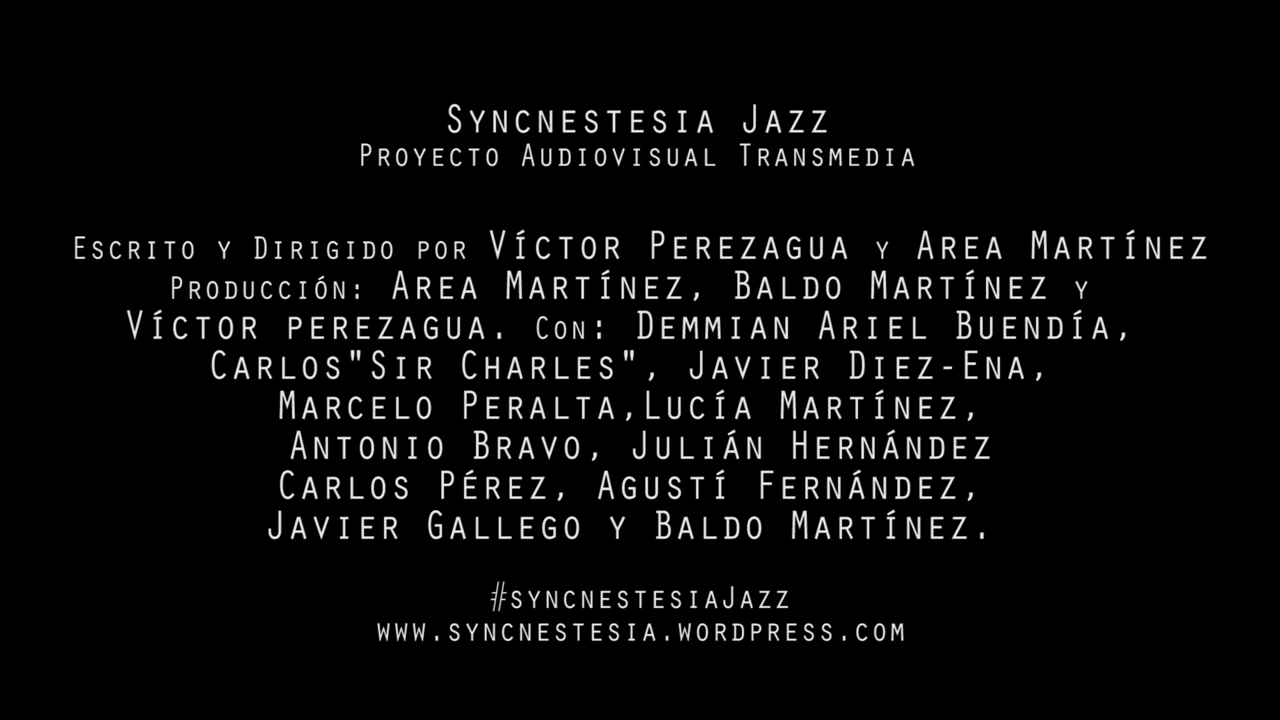 Syncnestesia Jazz
Proyecto Audiovisual Transmedia
Escrito y Dirigido por Víctor Perezagua y Area Martínez
Producción: Area Martínez, Baldo Martínez y
Víctor perezagua. Con: Demmian Ariel Buendía,
Carlos"Sir Charles", Javier Diez-Ena,
Marcelo Peralta,Lucía Martínez,
Antonio Bravo, Julián Hernández
Carlos Pérez, Agustí Fernández,
Javier Gallego y Baldo Martínez.
#syncnestesiaJazz
www.syncnestesia.wordpress.com